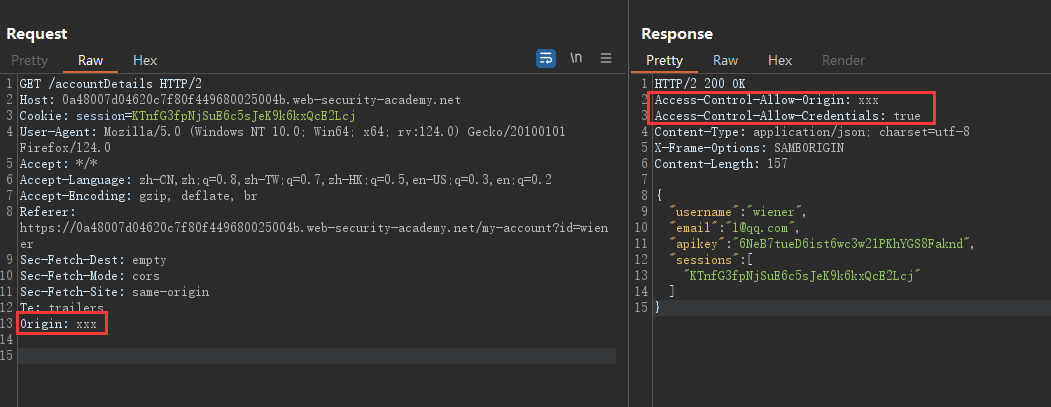 Request
Pretty Raw Hex \n
1 GET /accountDetails HTTP/2
2 Host: 0a48007d04620c7f80f449680025004b.web-security-academy.net
3 Cookie: session=KTnfG3fpNjSuE6c5sJeK9k6kxQcE2Lcj
4 User-Agent: Mozilla/5.0 (Windows NT 10.0; Win64; x64; rv:124.0) Gecko/20100101
Firefox/124.0
5 Accept: */*
6 Accept-Language: zh-CN,zh;q=0.8,zh-TW;q=0.7,zh-HK;q=0.5,en-US;q=0.3,en;q=0.2
7 Accept-Encoding: gzip, deflate, br
8 Referer:
https://0a48007d04620c7f80f449680025004b.web-security-academy.net/my-account?id=wien
er
9 Sec-Fetch-Dest: empty
10 Sec-Fetch-Mode: cors
11 Sec-Fetch-Site: same-origin
12 Te: trailers
13 Origin: xxx
14
15
Response
Pretty Raw Hex Render
1 HTTP/2 200 OK
2 Access-Control-Allow-Origin: xxx
3 Access-Control-Allow-Credentials: true
4 Content-Type: application/json; charset=utf-8
5 X-Frame-Options: SAMEORIGIN
6 Content-Length: 157
7
8 {
9 "username":"wiener",
10 "email":"1@qq.com",
11 "apikey":"6NeB7tueD6ist6wc3w21PKhYGS8Faknd",
12 "sessions":[
13 "KTnfG3fpNjSuE6c5sJeK9k6kxQcE2Lcj"
14 ]
15 }